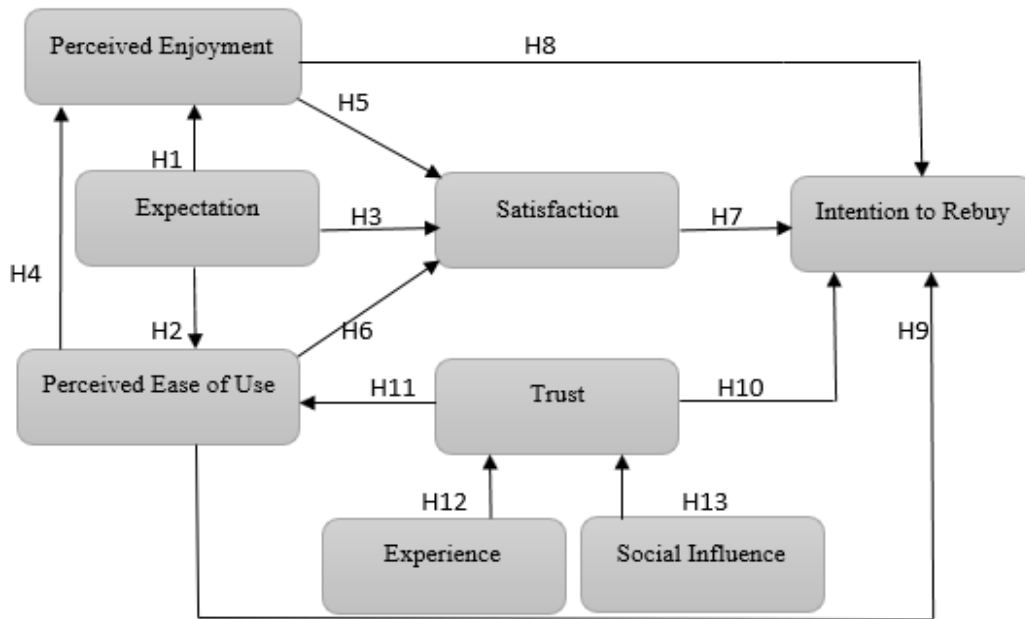 Perceived Enjoyment
H8
H5
H1
Expectation
H3
Satisfaction
H7
Intention to Rebuy
H4
H2
H6
H9
Perceived Ease of Use
H11
Trust
H10
H12
H13
Experience
Social Influence